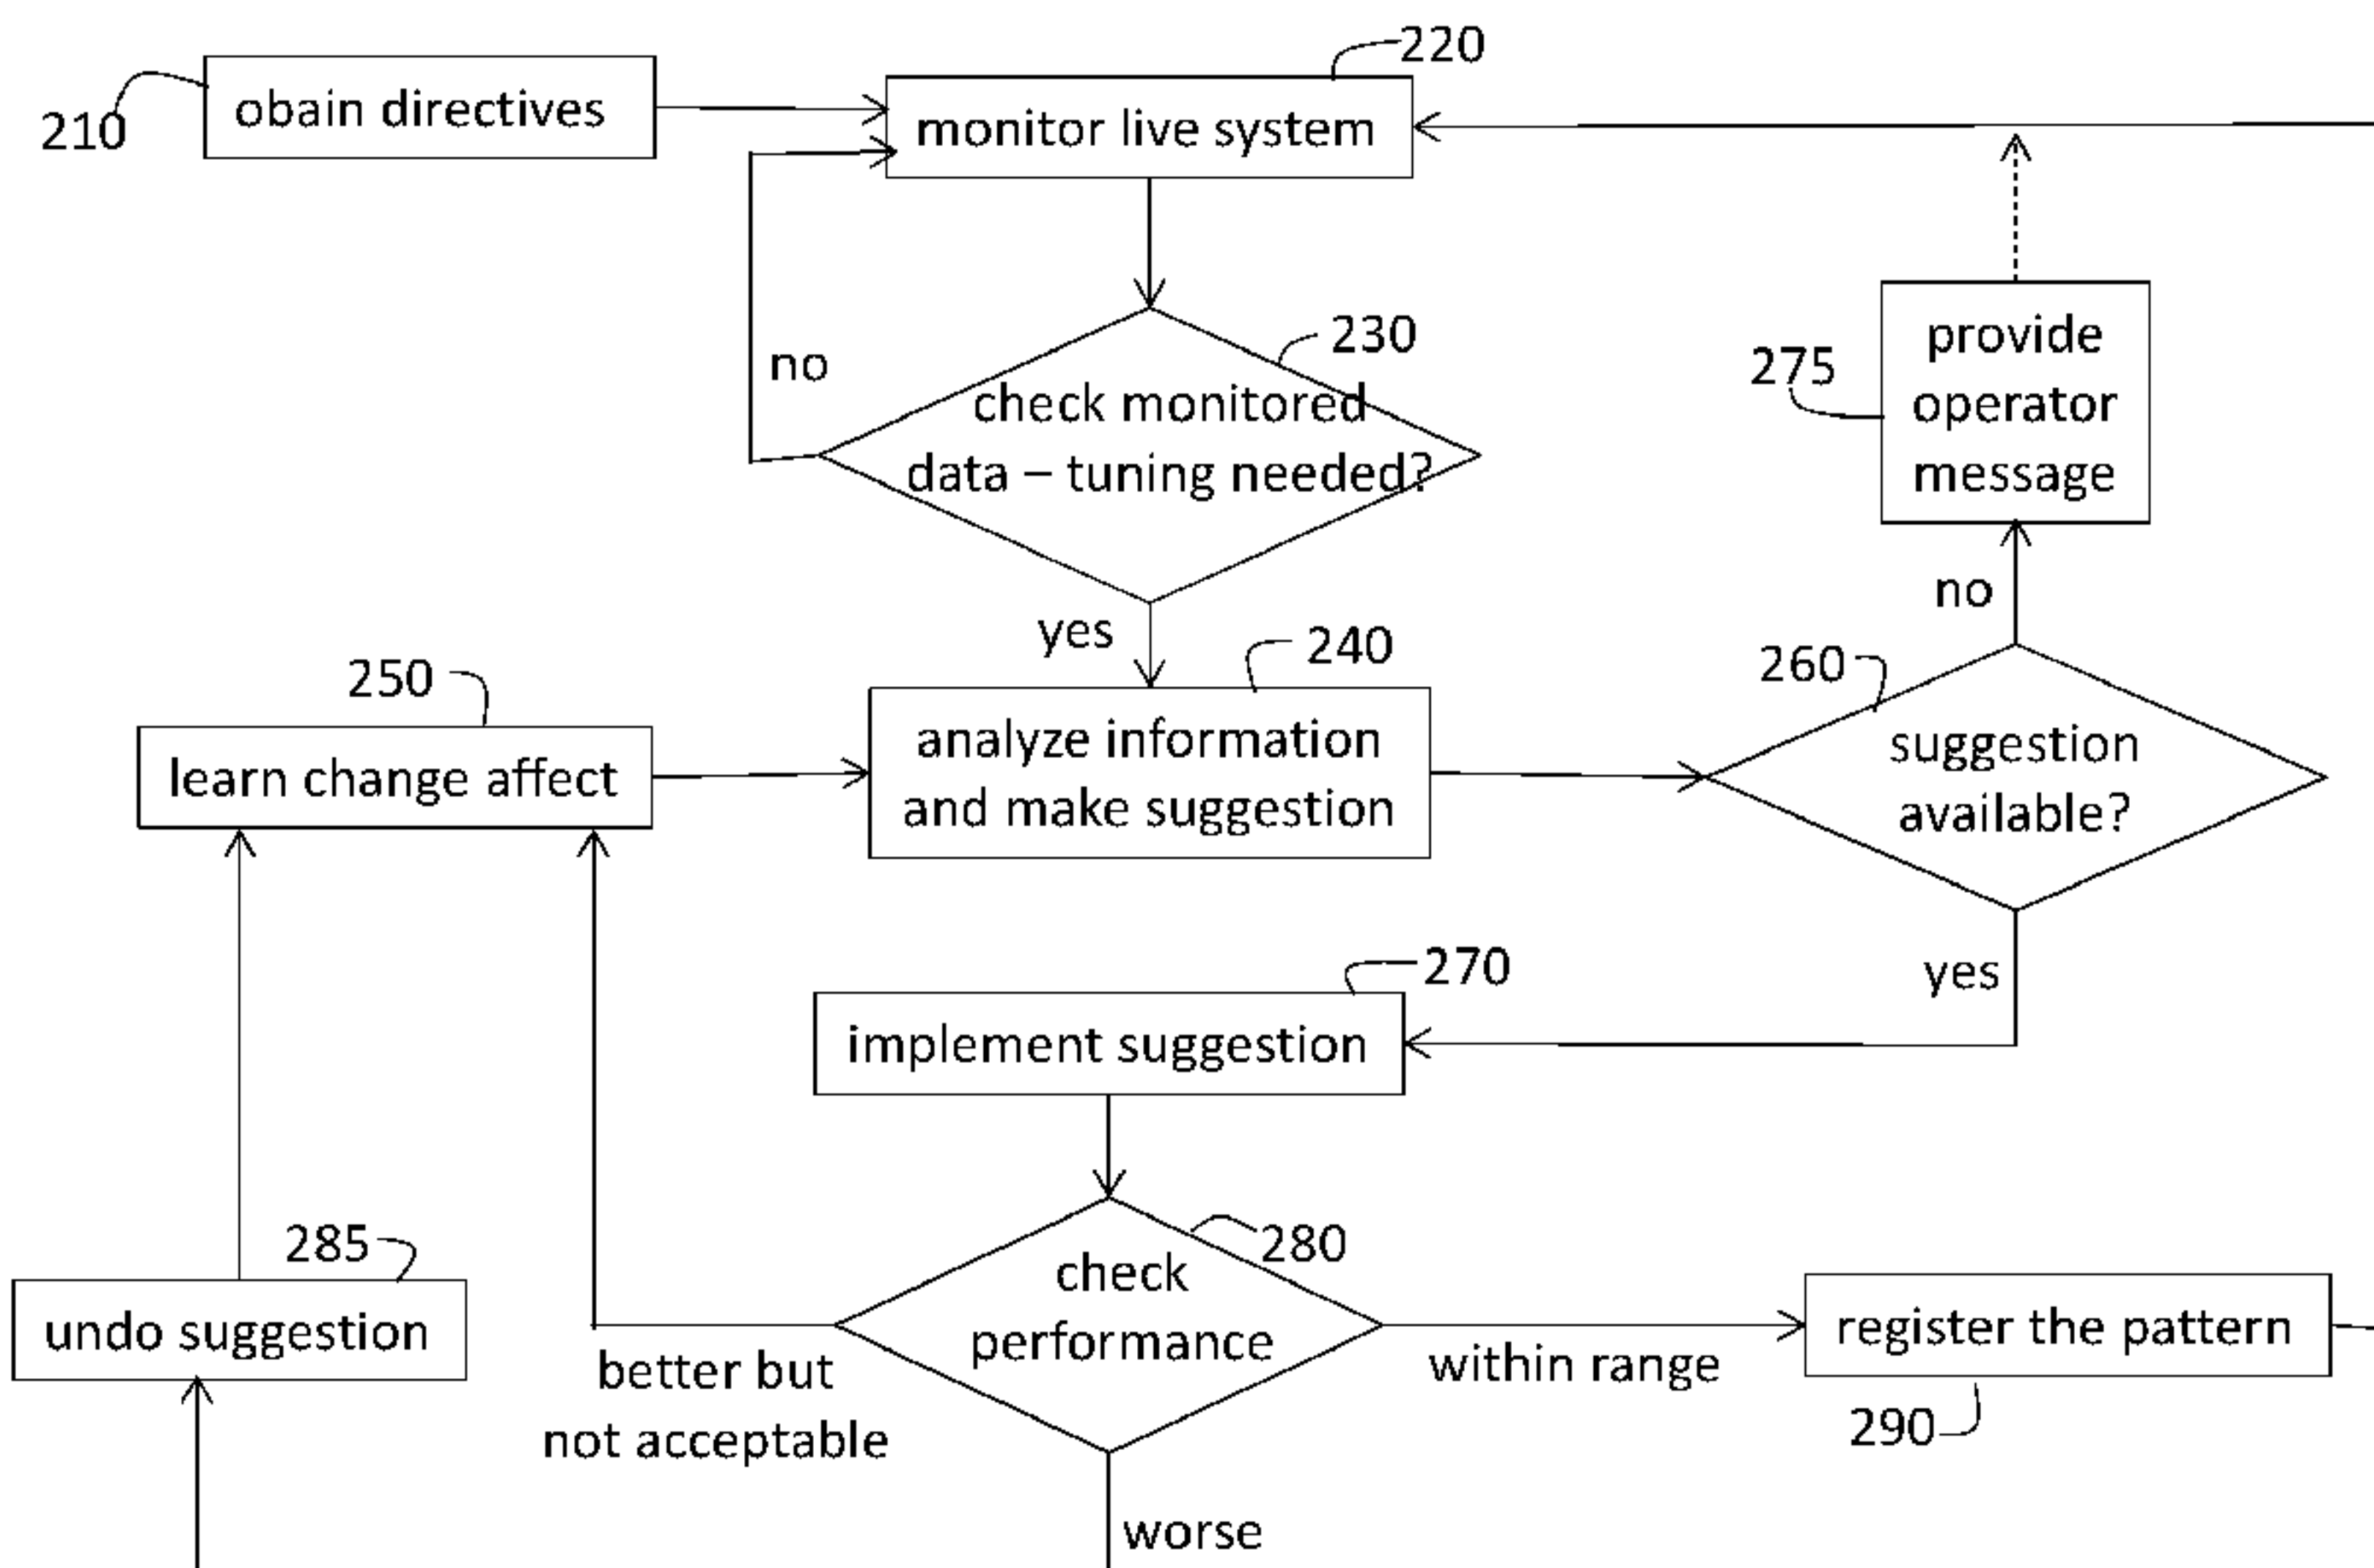 220
obain directives
210
monitor live system
230
no
check monitored
data – tuning needed?
provide
operator
message
275
yes
no
240
250
260
learn change affect
analyze information
and make suggestion
suggestion
available?
270
yes
implement suggestion
285
280
undo suggestion
check
performance
better but
not acceptable
within range
register the pattern
290
worse